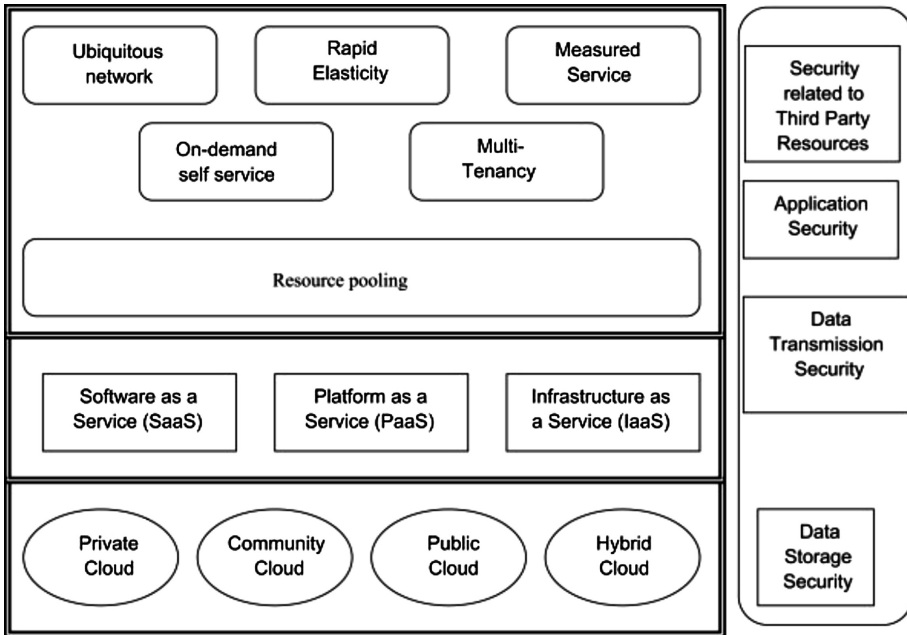 Ubiquitous
network
Rapid
Elasticity
Measured
Service
On-demand
self service
Multi-
Tenancy
Resource pooling
Software as a
Service (SaaS)
Platform as a
Service (PaaS)
Infrastructure as
a Service (IaaS)
Private
Cloud
Community
Cloud
Public
Cloud
Hybrid
Cloud
Security
related to
Third Party
Resources
Application
Security
Data
Transmission
Security
Data
Storage
Security